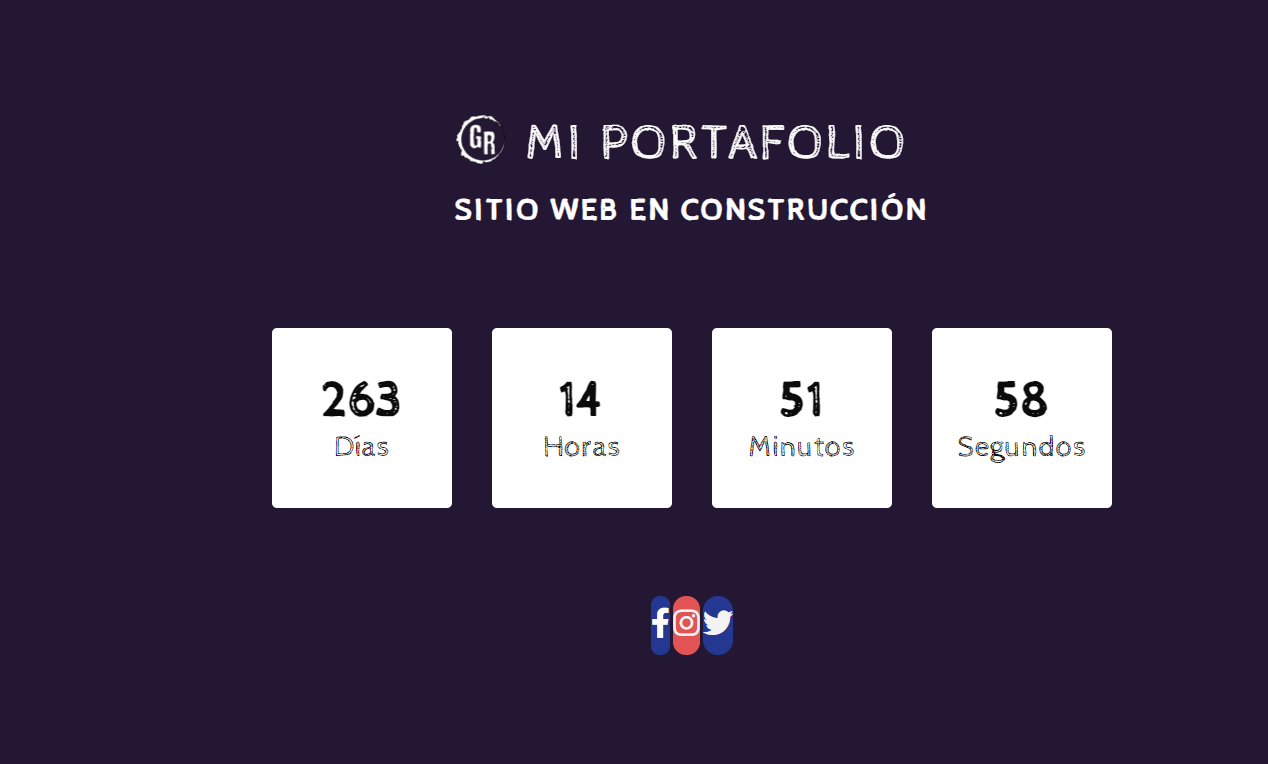 GR MI PORTAFOLIO
SITIO WEB EN CONSTRUCCIÓN
263 14 51 58
Días Horas Minutos Segundos